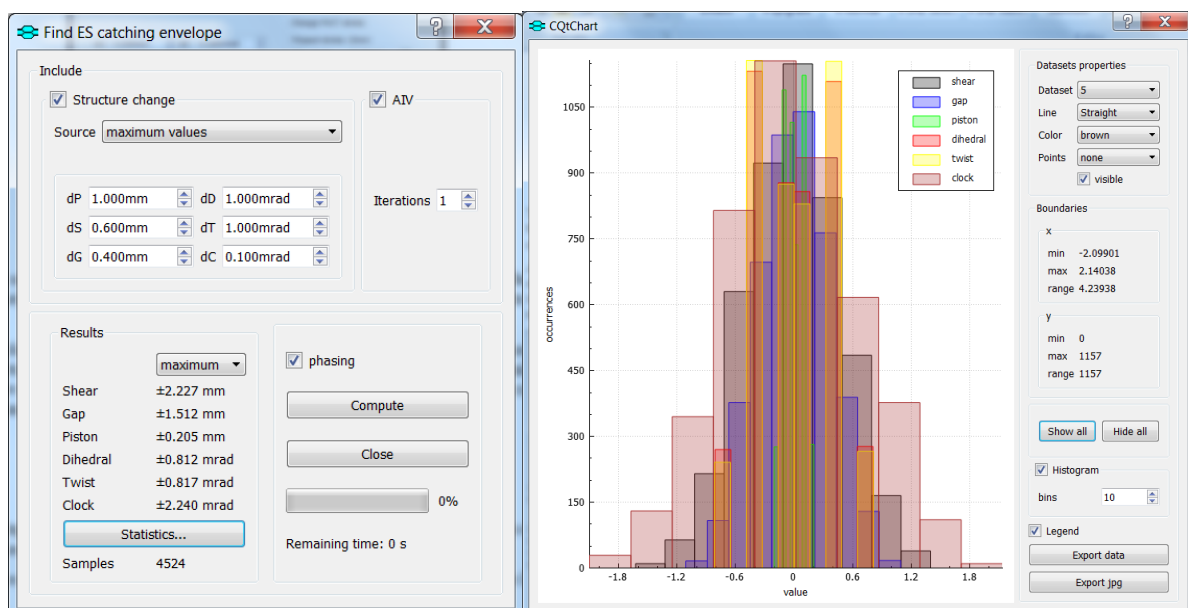 Find ES catching envelope
?
X
Include
Structure change
AIV
Source maximum values
dP 1.000mm dD 1.000mrad
dS 0.600mm dT 1.000mrad
dG 0.400mm dC 0.100mrad
Iterations 1
Results
maximum
Shear ±2.227 mm
Gap ±1.512 mm
Piston ±0.205 mm
Dihedral ±0.812 mrad
Twist ±0.817 mrad
Clock ±2.240 mrad
Statistics...
Samples 4524
phasing
Compute
Close
0%
Remaining time: 0 s
CQtChart
?
X
occurrences
1050
900
750
600
450
300
150
0
-1.8 -1.2 -0.6 0 0.6 1.2 1.8
value
shear
gap
piston
dihedral
twist
clock
Datasets properties
Dataset 5
Line Straight
Color brown
Points none
visible
Boundaries
x
min -2.09901
max 2.14038
range 4.23938
y
min 0
max 1157
range 1157
Show all Hide all
Histogram
bins 10
Legend
Export data
Export jpg